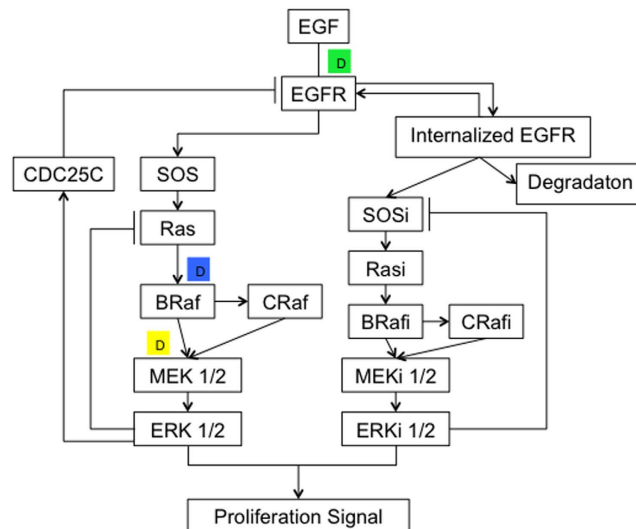 EGF
D
EGFR
Internalized EGFR
CDC25C
SOS
Degradaton
SOSi
Ras
Rasi
D
BRaf
CRaf
BRafi
CRafi
D
MEK 1/2
MEKi 1/2
ERK 1/2
ERKi 1/2
Proliferation Signal